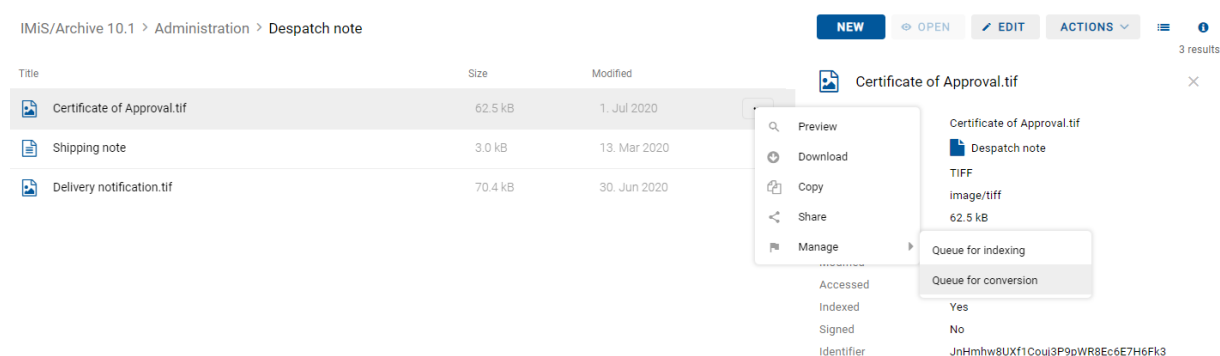 IMiS/Archive 10.1 > Administration > Despatch note
NEW
OPEN
EDIT
ACTIONS
3 results
Title Size Modified
Certificate of Approval.tif 62.5 kB 1. Jul 2020
Shipping note 3.0 kB 13. Mar 2020
Delivery notification.tif 70.4 kB 30. Jun 2020
Preview
Download
Copy
Share
Manage
Queue for indexing
Queue for conversion
Certificate of Approval.tif
Certificate of Approval.tif
Despatch note
TIFF
image/tiff
62.5 kB
Modified
Accessed
Indexed Yes
Signed No
Identifier JnHmhw8UXf1Couj3P9pWR8Ec6E7H6Fk3